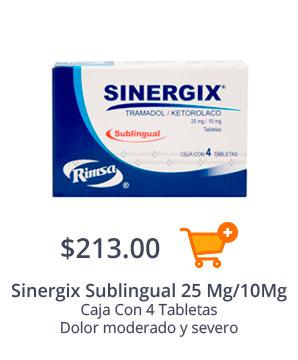 SINERGIX®
TRAMADOL / KETOROLACO
25 mg / 10 mg
Tabletas
Sublingual
CAJA CON 4 TABLETAS
Rimsa®
$213.00
Sinergix Sublingual 25 Mg/10Mg
Caja Con 4 Tabletas
Dolor moderado y severo